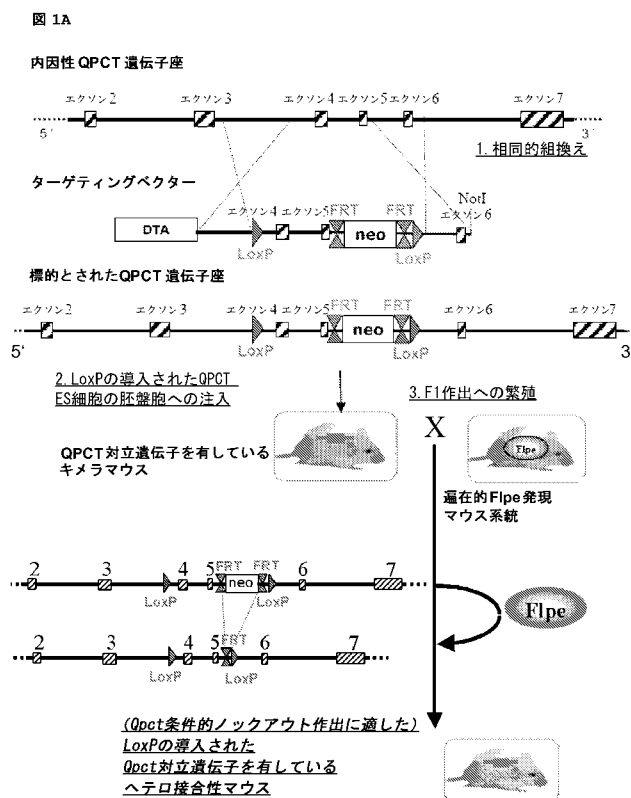 図 1A
内因性 QPCT 遺伝子座
エクソン2 エクソン3 エクソン4 エクソン5 エクソン6 エクソン7
5' 3'
1. 相同的組換え
ターゲティングベクター
NotI
エクソン4 エクソン5 FRT FRT エクソン6
DTA neo
LoxP LoxP
標的とされたQPCT 遺伝子座
エクソン2 エクソン3 エクソン4 エクソン5 FRT FRT エクソン6 エクソン7
neo
LoxP LoxP
5' 3
2. LoxPの導入されたQPCT
ES細胞の胚盤胞への注入
3. F1作出への繁殖
QPCT 対立遺伝子を有している
キメラマウス
X
Flpe
遍在的Flpe発現
マウス系統
2 3 4 5 FRT FRT 6 7
neo
LoxP LoxP
Flpe
2 3 4 5 FRT 6 7
LoxP LoxP
(Qpct条件的ノックアウト作出に適した)
LoxPの導入された
Qpct対立遺伝子を有している
ヘテロ接合性マウス